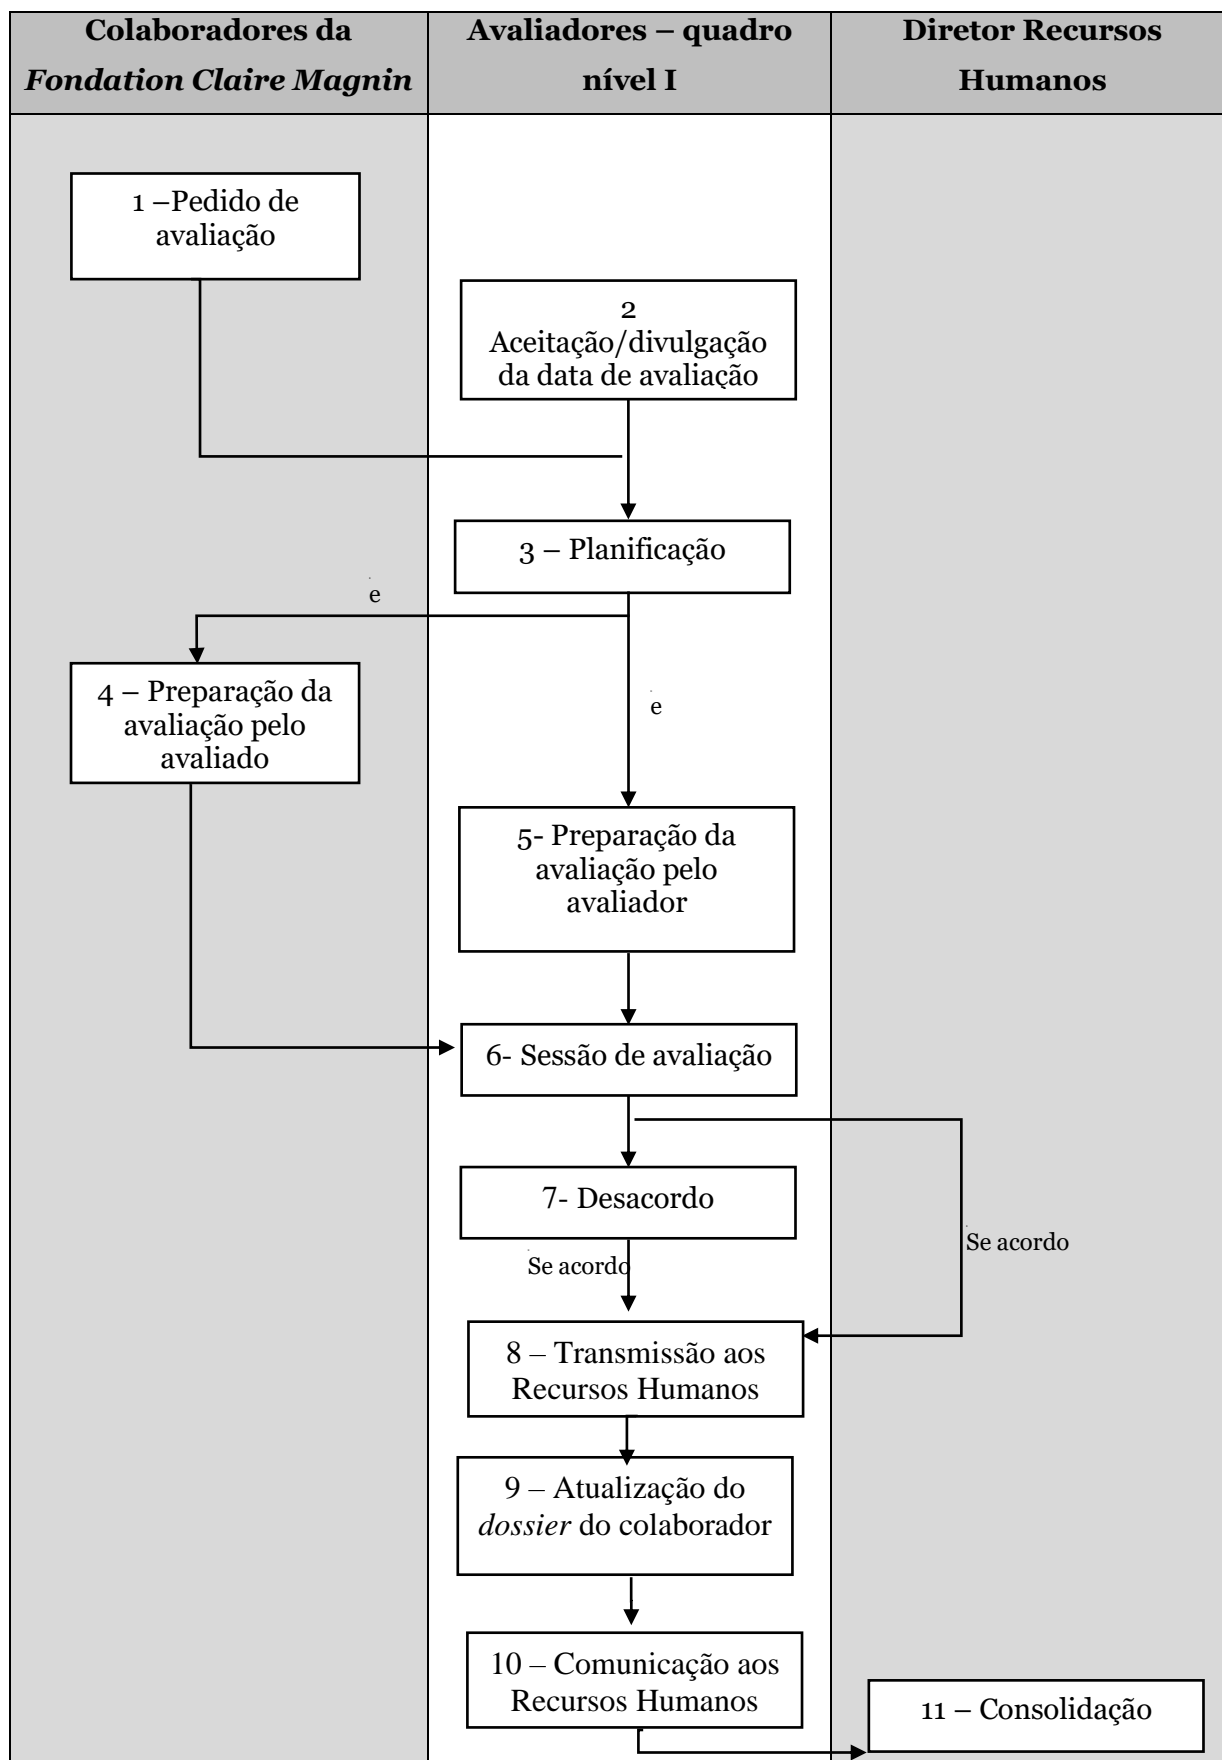 Colaboradores da
Fondation Claire Magnin
Avaliadores – quadro
nível I
Diretor Recursos
Humanos
1 –Pedido de
avaliação
2
Aceitação/divulgação
da data de avaliação
3 – Planificação
e
4 – Preparação da
avaliação pelo
avaliado
e
5- Preparação da
avaliação pelo
avaliador
6- Sessão de avaliação
7- Desacordo
Se acordo
Se acordo
8 – Transmissão aos
Recursos Humanos
9 – Atualização do
dossier do colaborador
10 – Comunicação aos
Recursos Humanos
11 – Consolidação